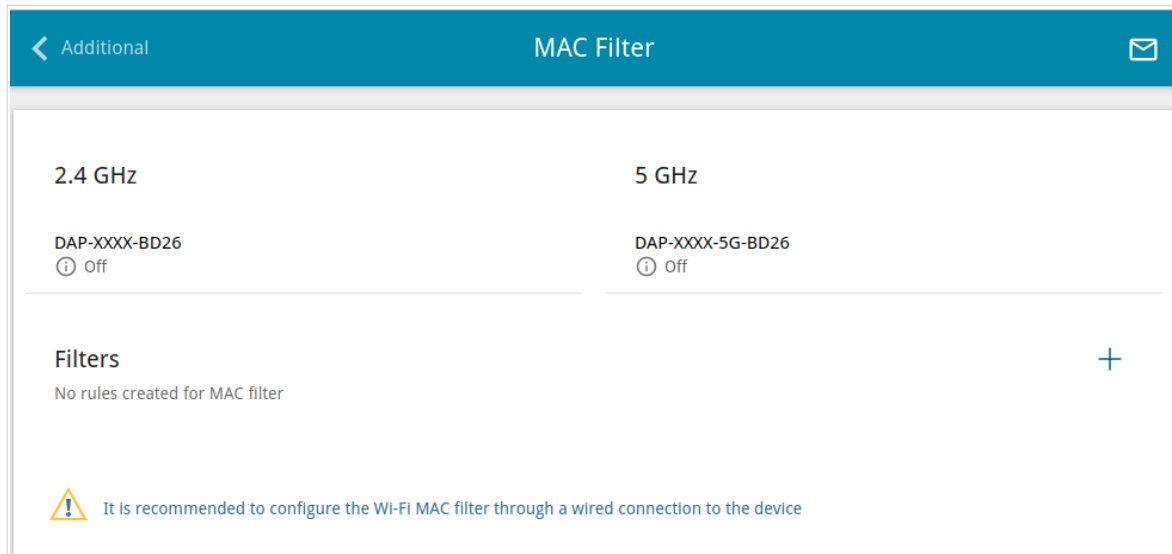 Additional
MAC Filter
2.4 GHz
5 GHz
DAP-XXXX-BD26
Off
DAP-XXXX-5G-BD26
Off
Filters
No rules created for MAC filter
It is recommended to configure the Wi-Fi MAC filter through a wired connection to the device